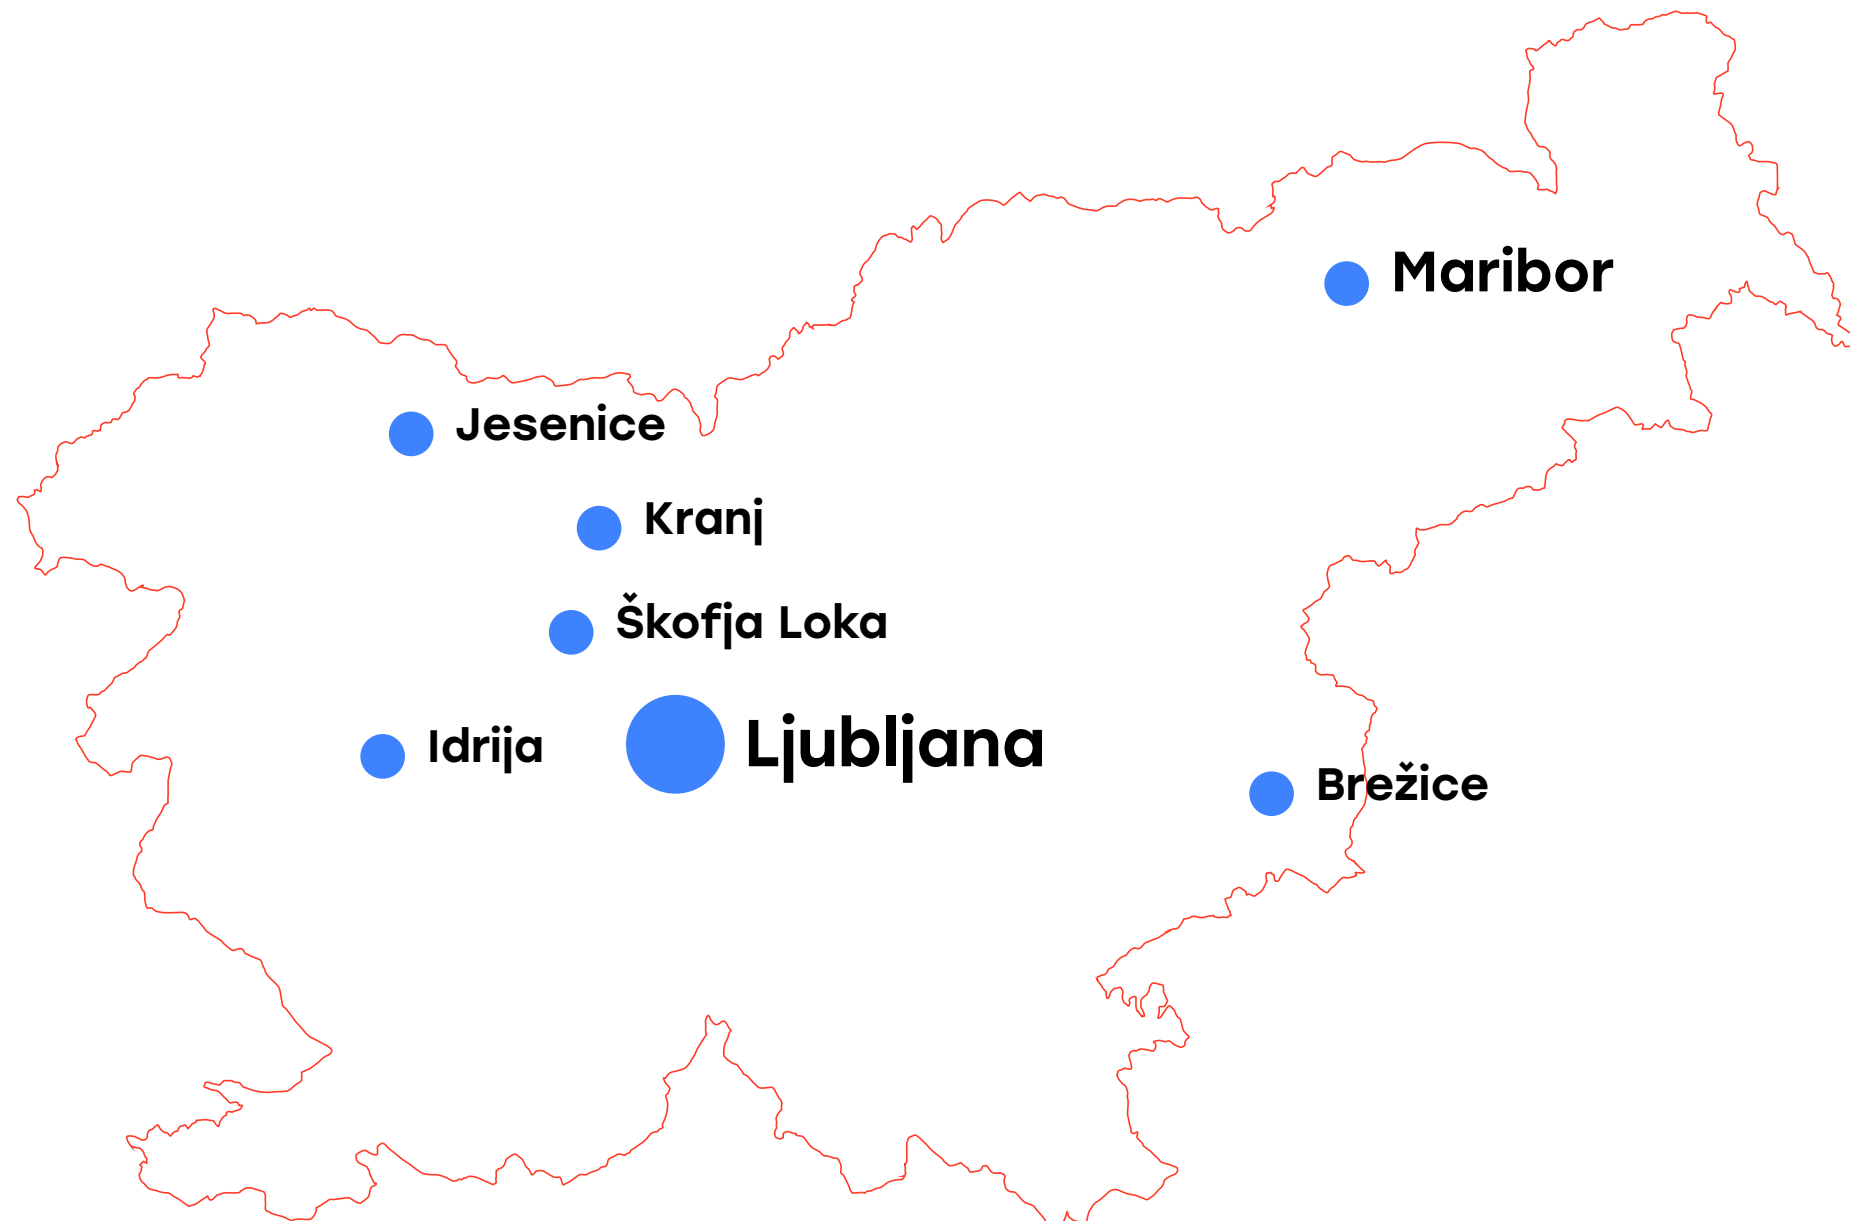 Maribor
Jesenice
Kranj
Škofja Loka
Idrija
Ljubljana
Brežice